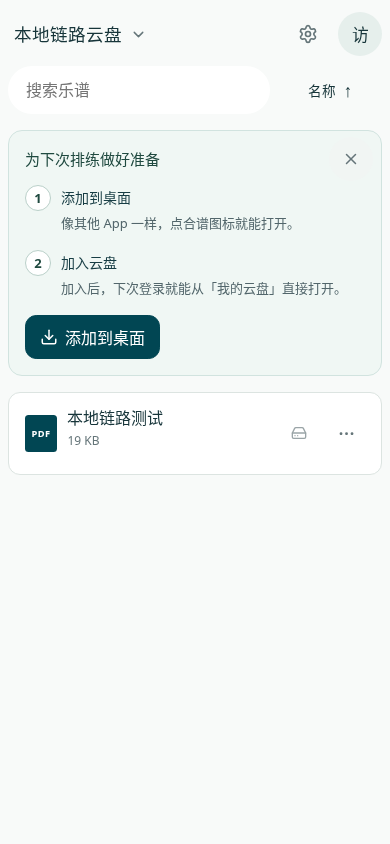 本地链路云盘
访
搜索乐谱
名称 ↑
为下次排练做好准备
1 添加到桌面
像其他 App 一样，点合谱图标就能打开。
2 加入云盘
加入后，下次登录就能从「我的云盘」直接打开。
添加到桌面
PDF
本地链路测试
19 KB